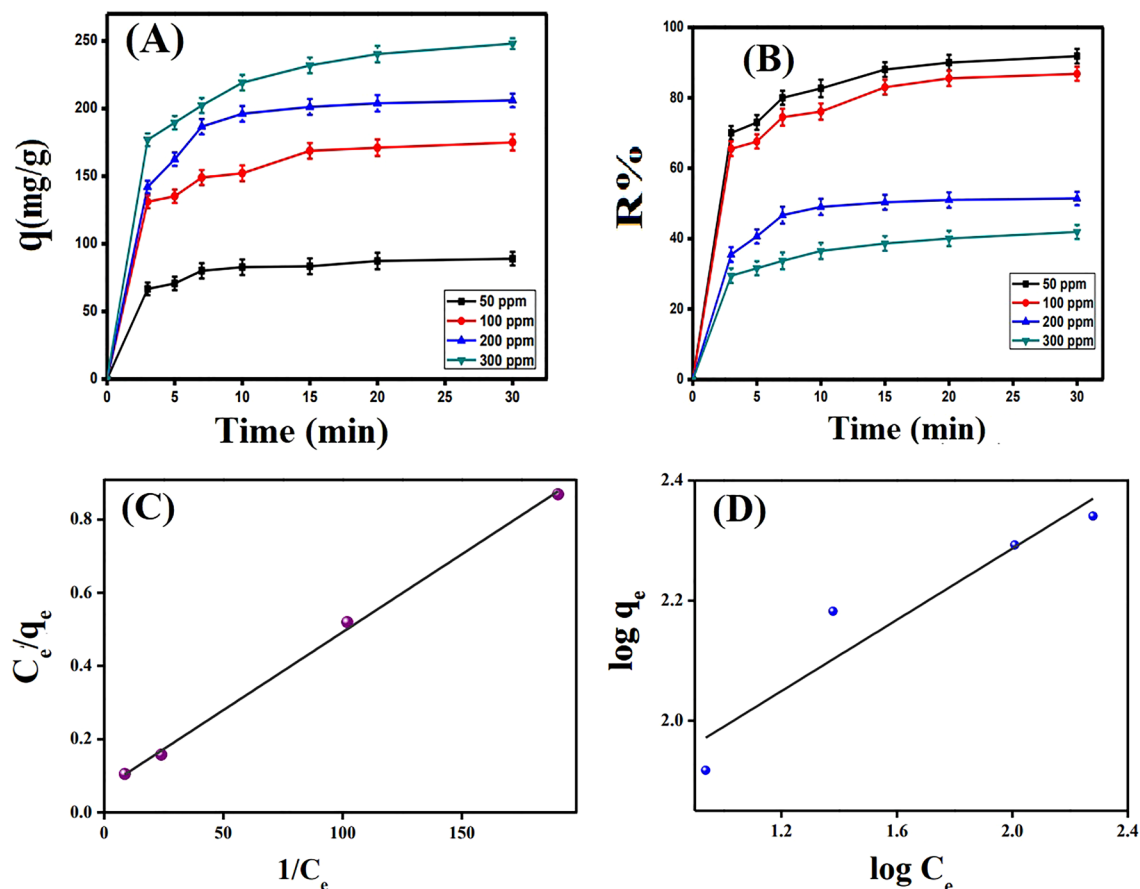 (A)
q(mg/g)
250
200
150
100
50
0
0 5 10 15 20 25 30
Time (min)
50 ppm
100 ppm
200 ppm
300 ppm
(B)
R%
100
80
60
40
20
0
0 5 10 15 20 25 30
Time (min)
50 ppm
100 ppm
200 ppm
300 ppm
(C)
Ce/qe
0.8
0.6
0.4
0.2
0.0
0 50 100 150
1/Ce
(D)
log qe
2.4
2.2
2.0
1.2 1.6 2.0 2.4
log Ce